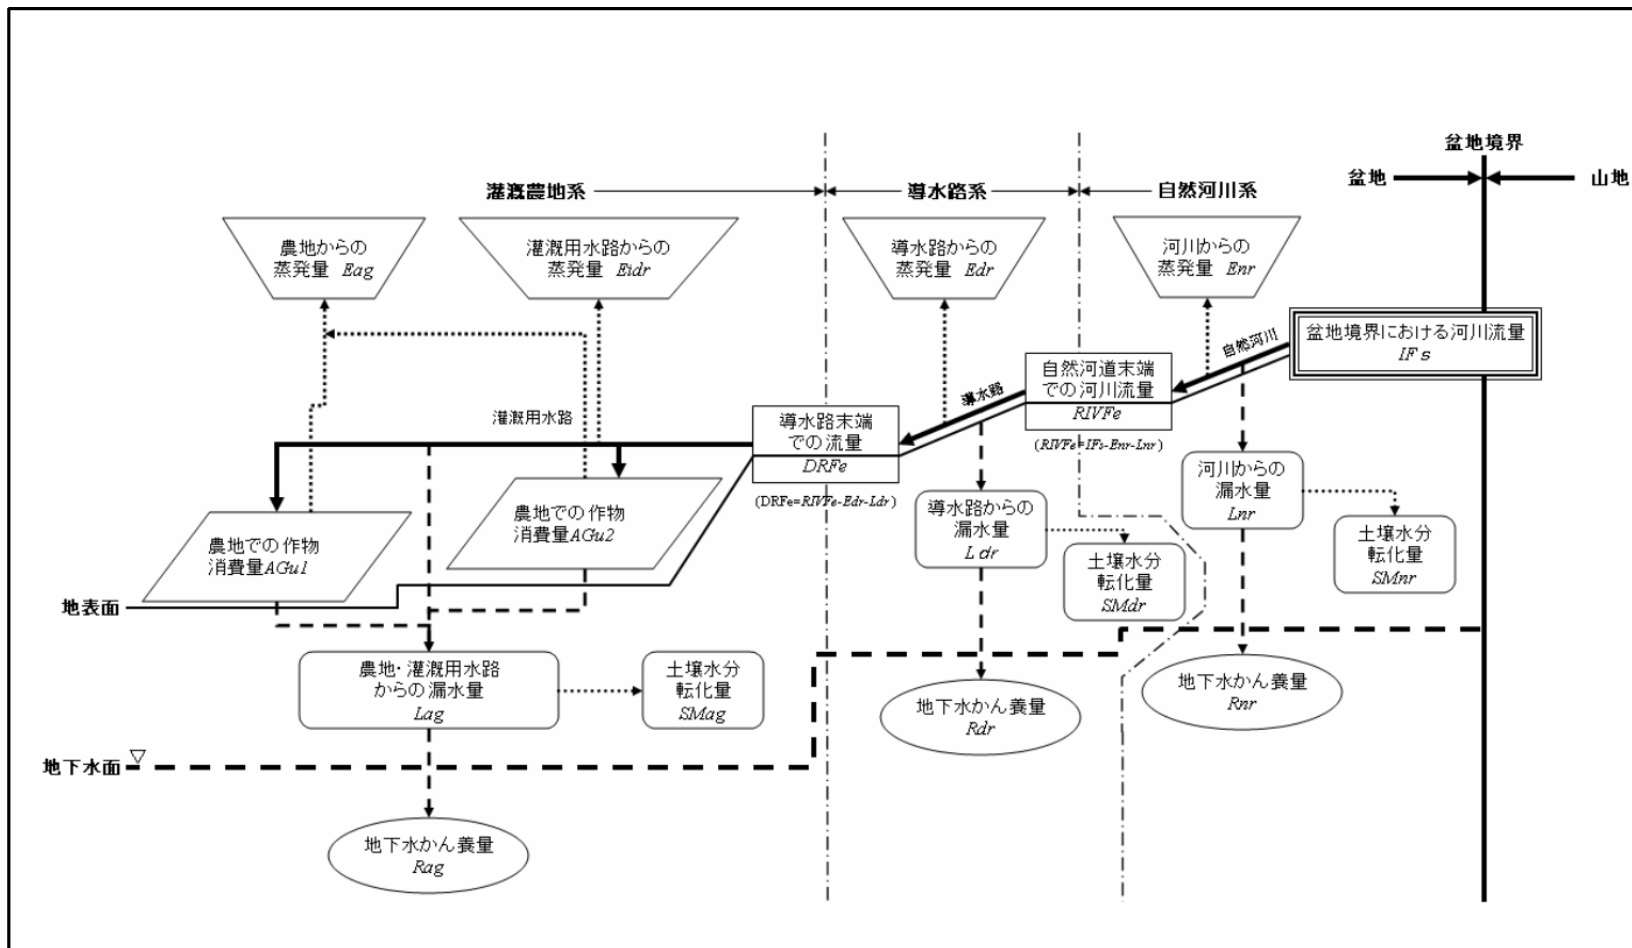 盆地境界
盆地
山地
灌漑農地系
導水路系
自然河川系
農地からの
蒸発量 Eag
灌漑用水路からの
蒸発量 Eidr
導水路からの
蒸発量 Edr
河川からの
蒸発量 Enr
盆地境界における河川流量
IFs
自然河川
自然河道末端
での河川流量
RIVFe
(RIVFe=IFs-Enr-Lnr)
導水路
灌漑用水路
導水路末端
での流量
DRFe
(DRFe=RIVFe-Edr-Ldr)
河川からの
漏水量
Lnr
導水路からの
漏水量
Ldr
農地での作物
消費量AGu2
農地での作物
消費量AGu1
土壌水分
転化量
SMnr
土壌水分
転化量
SMdr
地表面
農地・灌漑用水路
からの漏水量
Lag
土壌水分
転化量
SMag
地下水かん養量
Rdr
地下水かん養量
Rnr
地下水面
地下水かん養量
Rag